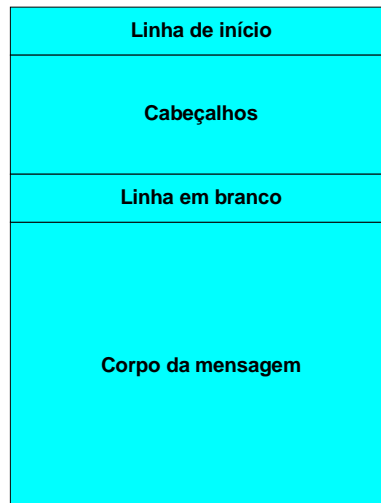 Linha de início
Cabeçalhos
Linha em branco
Corpo da mensagem